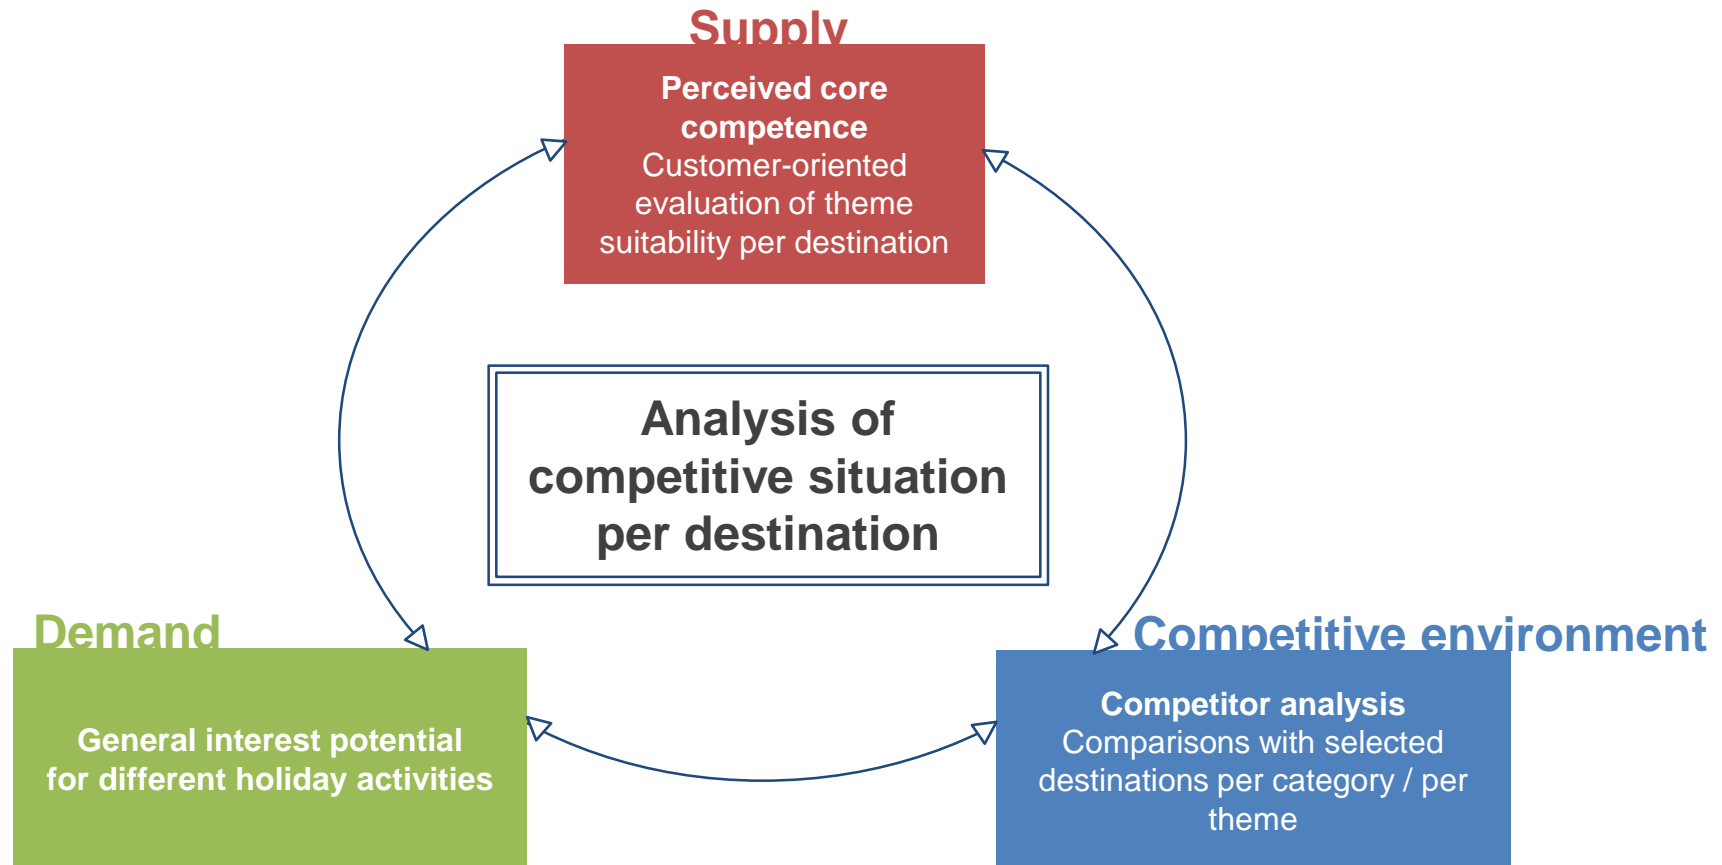 Supply
Perceived core
competence
Customer-oriented
evaluation of theme
suitability per destination
Analysis of
competitive situation
per destination
Demand
General interest potential
for different holiday activities
Competitive environment
Competitor analysis
Comparisons with selected
destinations per category / per
theme